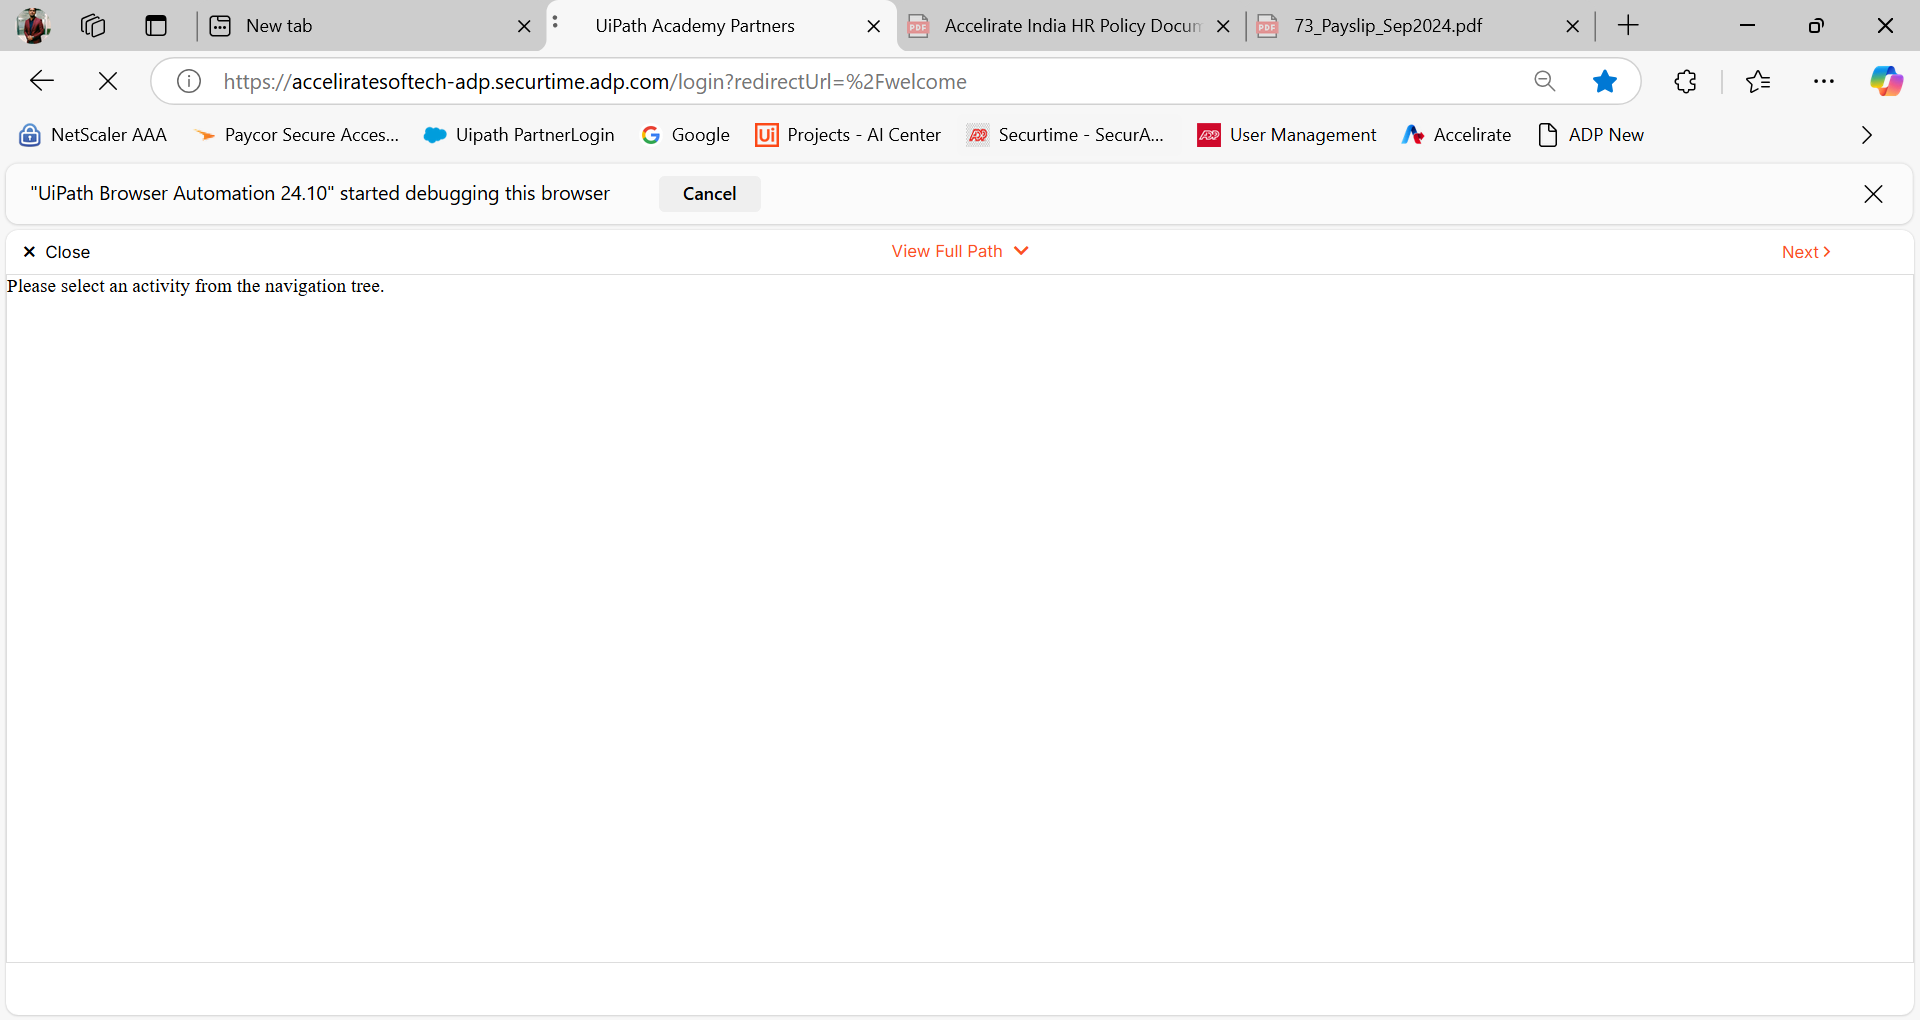 New tab
UiPath Academy Partners
Accelirate India HR Policy Docum
73_Payslip_Sep2024.pdf
https://acceliratesoftech-adp.securtime.adp.com/login?redirectUrl=%2Fwelcome
NetScaler AAA
Paycor Secure Acces...
Uipath PartnerLogin
Google
Projects - AI Center
Securtime - SecurA...
User Management
Accelirate
ADP New
"UiPath Browser Automation 24.10" started debugging this browser
Cancel
Close
View Full Path
Next
Please select an activity from the navigation tree.